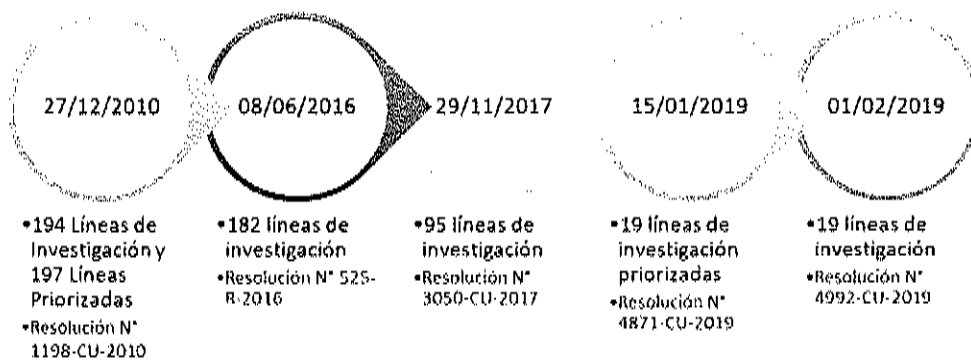 27/12/2010
08/06/2016
29/11/2017
15/01/2019
01/02/2019
•194 Líneas de
Investigación y
197 Líneas
Priorizadas
•Resolución N°
1198-CU-2010
•182 líneas de
investigación
•Resolución N° 525-
R-2016
•95 líneas de
investigación
•Resolución N°
3050-CU-2017
•19 líneas de
investigación
priorizadas
•Resolución N°
4871-CU-2019
•19 líneas de
investigación
•Resolución N°
4992-CU-2019